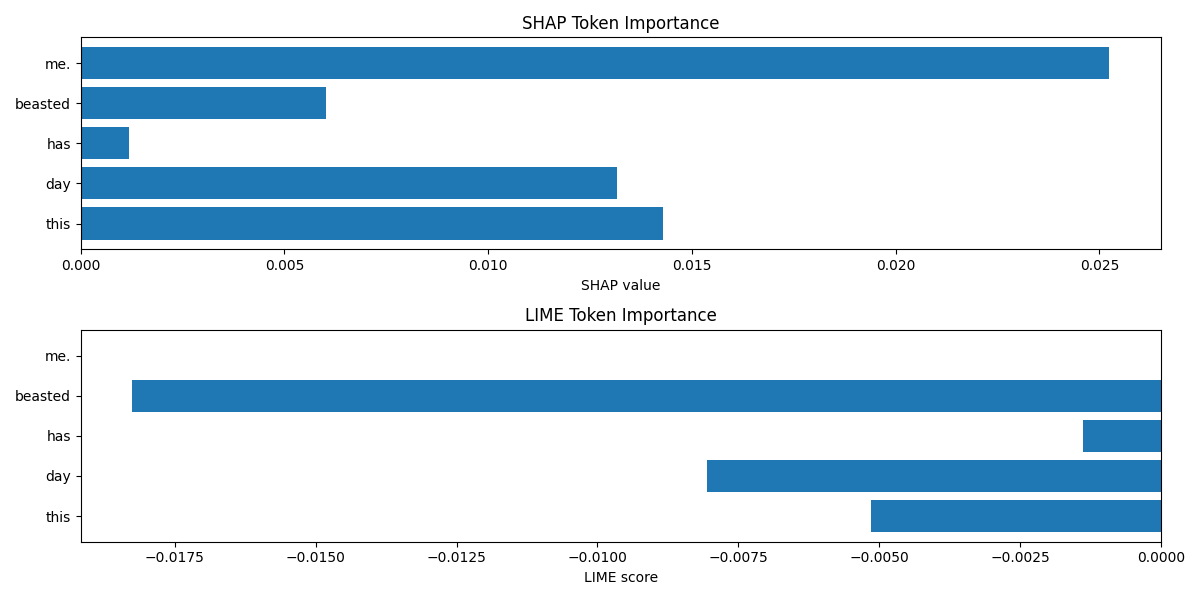 SHAP Token Importance
me.
beasted
has
day
this
0.000 0.005 0.010 0.015 0.020 0.025
SHAP value
LIME Token Importance
me.
beasted
has
day
this
−0.0175 −0.0150 −0.0125 −0.0100 −0.0075 −0.0050 −0.0025 0.0000
LIME score